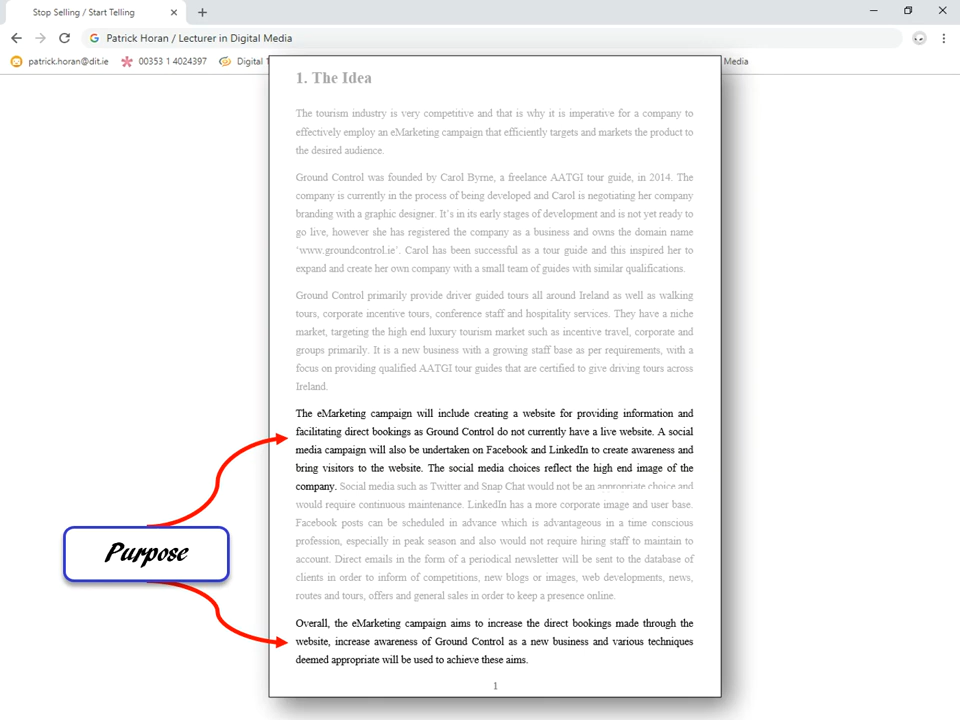 Stop Selling / Start Telling
Patrick Horan / Lecturer in Digital Media
patrick.horan@dit.ie 00353 1 4024397 Digital Media
1. The Idea
The tourism industry is very competitive and that is why it is imperative for a company to
effectively employ an eMarketing campaign that efficiently targets and markets the product to
the desired audience.
Ground Control was founded by Carol Byrne, a freelance AATGI tour guide, in 2014. The
company is currently in the process of being developed and Carol is negotiating her company
branding with a graphic designer. It's in its early stages of development and is not yet ready to
go live, however she has registered the company as a business and owns the domain name
'www.groundcontrol.ie'. Carol has been successful as a tour guide and this inspired her to
expand and create her own company with a small team of guides with similar qualifications.
Ground Control primarily provide driver guided tours all around Ireland as well as walking
tours, corporate incentive tours, conference staff and hospitality services. They have a niche
market, targeting the high end luxury tourism market such as incentive travel, corporate and
groups primarily. It is a new business with a growing staff base as per requirements, with a
focus on providing qualified AATGI tour guides that are certified to give driving tours across
Ireland.
The eMarketing campaign will include creating a website for providing information and
facilitating direct bookings as Ground Control do not currently have a live website. A social
media campaign will also be undertaken on Facebook and LinkedIn to create awareness and
bring visitors to the website. The social media choices reflect the high end image of the
company. Social media such as Twitter and Snap Chat would not be an appropriate choice and
would require continuous maintenance. LinkedIn has a more corporate image and user base.
Facebook posts can be scheduled in advance which is advantageous in a time conscious
profession, especially in peak season and also would not require hiring staff to maintain to
account. Direct emails in the form of a periodical newsletter will be sent to the database of
clients in order to inform of competitions, new blogs or images, web developments, news,
routes and tours, offers and general sales in order to keep a presence online.
Purpose
Overall, the eMarketing campaign aims to increase the direct bookings made through the
website, increase awareness of Ground Control as a new business and various techniques
deemed appropriate will be used to achieve these aims.
1